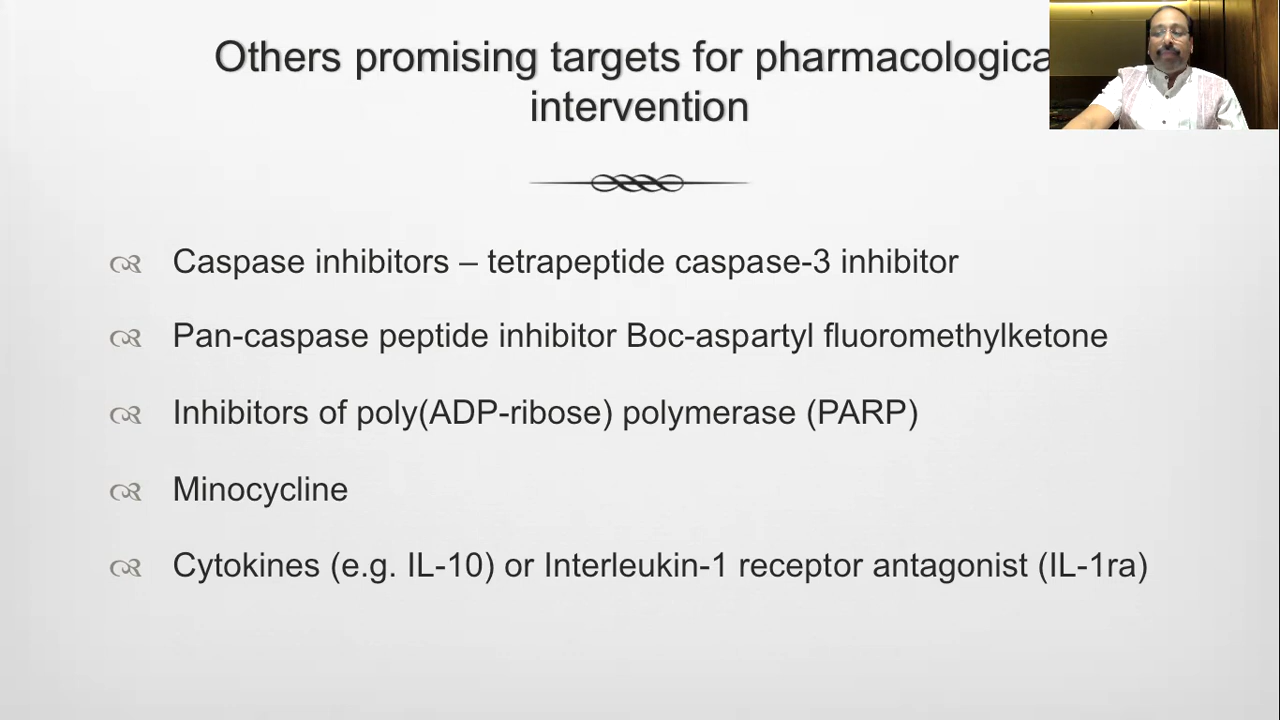 Others promising targets for pharmacologica
intervention
Caspase inhibitors – tetrapeptide caspase-3 inhibitor
Pan-caspase peptide inhibitor Boc-aspartyl fluoromethylketone
Inhibitors of poly(ADP-ribose) polymerase (PARP)
Minocycline
Cytokines (e.g. IL-10) or Interleukin-1 receptor antagonist (IL-1ra)